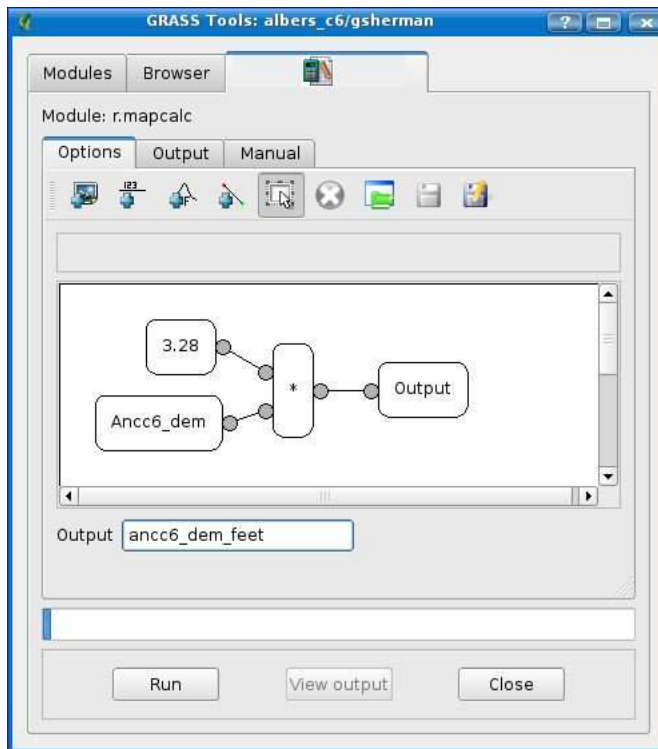 GRASS Tools: albers_c6/gsherman
Modules Browser
Module: r.mapcalc
Options Output Manual
123
F
3.28
*
Output
Ancc6_dem
Output ancc6_dem_feet
Run View output Close